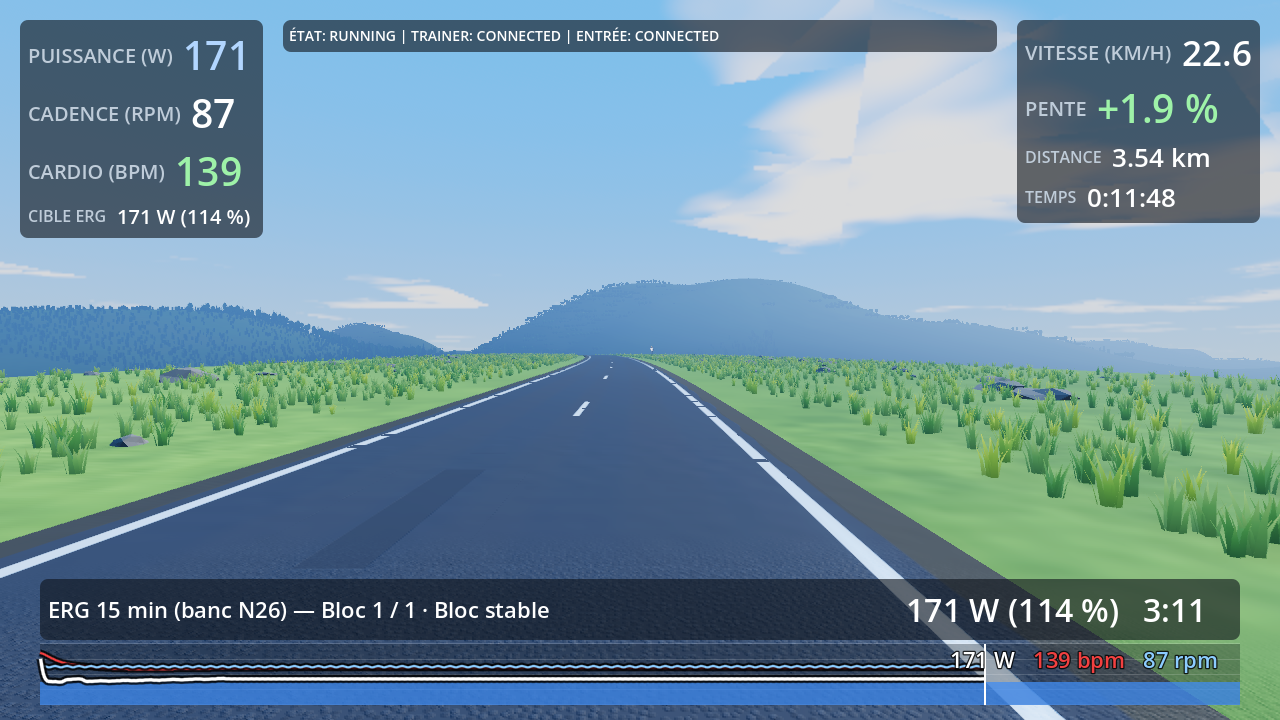 PUISSANCE (W) 171
CADENCE (RPM) 87
CARDIO (BPM) 139
CIBLE ERG 171 W (114 %)
ÉTAT: RUNNING | TRAINER: CONNECTED | ENTRÉE: CONNECTED
VITESSE (KM/H) 22.6
PENTE +1.9 %
DISTANCE 3.54 km
TEMPS 0:11:48
ERG 15 min (banc N26) — Bloc 1 / 1 · Bloc stable 171 W (114 %) 3:11
171 W 139 bpm 87 rpm